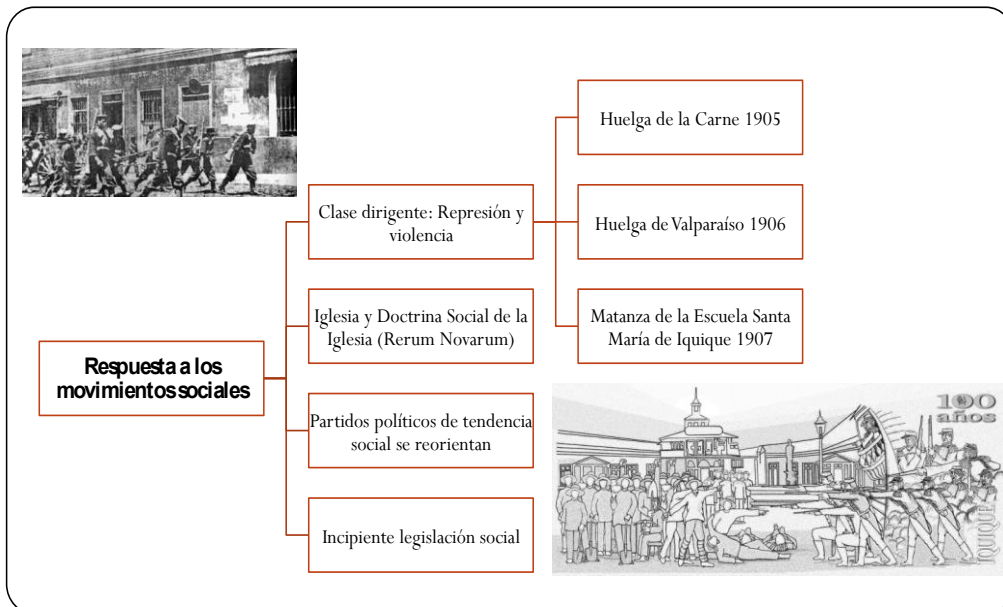 Huelga de la Carne 1905
Clase dirigente: Represión y
violencia
Huelga de Valparaíso 1906
Iglesia y Doctrina Social de la
Iglesia (Rerum Novarum)
Matanza de la Escuela Santa
María de Iquique 1907
Respuesta a los
movimientos sociales
Partidos políticos de tendencia
social se reorientan
Incipiente legislación social
100
años
IQUIQUE